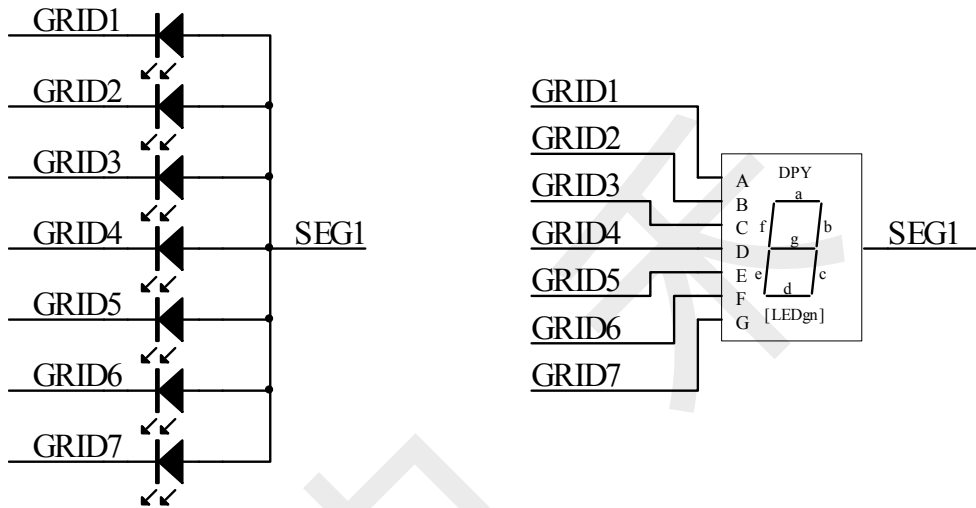 GRID1
GRID2
GRID3
GRID4
GRID5
GRID6
GRID7
SEG1
GRID1
GRID2
GRID3
GRID4
GRID5
GRID6
GRID7
A
B
C
D
E
F
G
DPY
a
f
b
g
e
c
d
[LEDgn]
SEG1